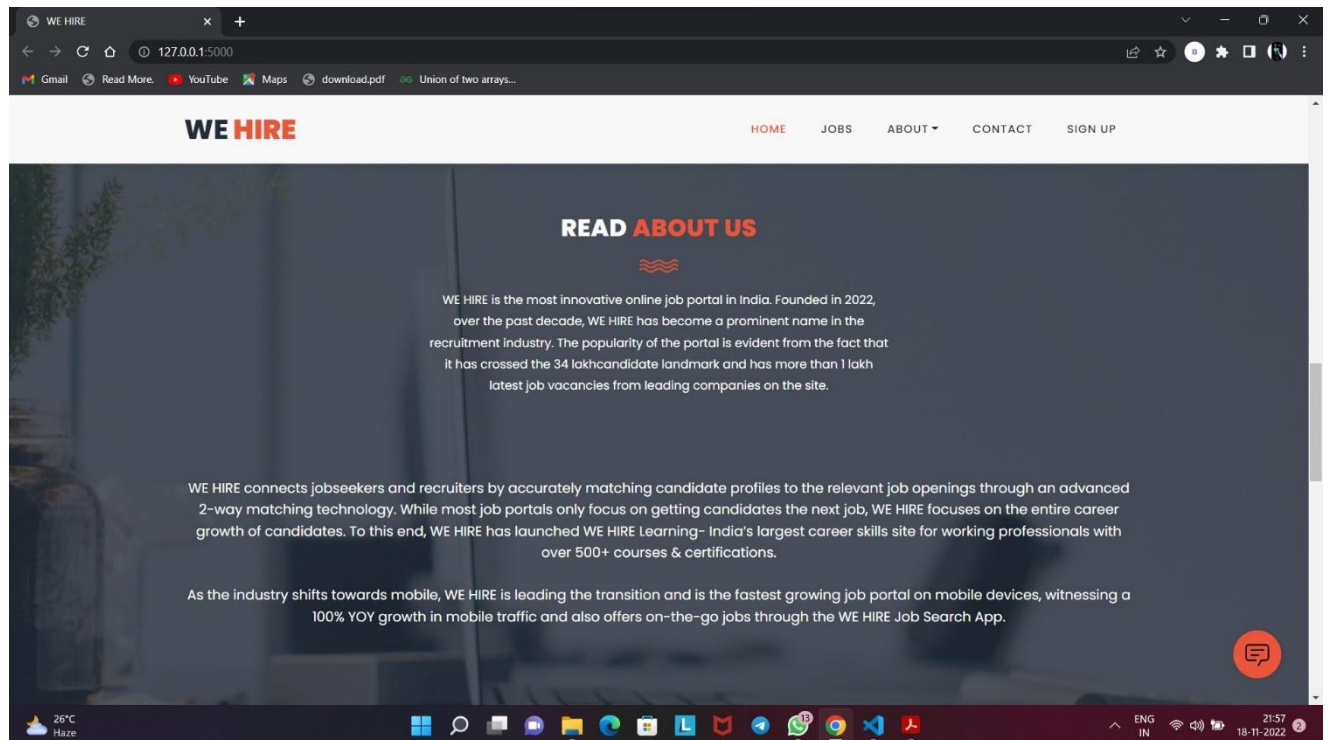 WE HIRE
127.0.0.1:5000
Gmail Read More. YouTube Maps download.pdf Union of two arrays...
WE HIRE
HOME JOBS ABOUT CONTACT SIGN UP
READ ABOUT US
WE HIRE is the most innovative online job portal in India. Founded in 2022,
over the past decade, WE HIRE has become a prominent name in the
recruitment industry. The popularity of the portal is evident from the fact that
it has crossed the 34 lakhcandidate landmark and has more than 1 lakh
latest job vacancies from leading companies on the site.
WE HIRE connects jobseekers and recruiters by accurately matching candidate profiles to the relevant job openings through an advanced
2-way matching technology. While most job portals only focus on getting candidates the next job, WE HIRE focuses on the entire career
growth of candidates. To this end, WE HIRE has launched WE HIRE Learning- India's largest career skills site for working professionals with
over 500+ courses & certifications.
As the industry shifts towards mobile, WE HIRE is leading the transition and is the fastest growing job portal on mobile devices, witnessing a
100% YOY growth in mobile traffic and also offers on-the-go jobs through the WE HIRE Job Search App.
26°C
Haze
L
13
ENG
IN
21:57
18-11-2022
2